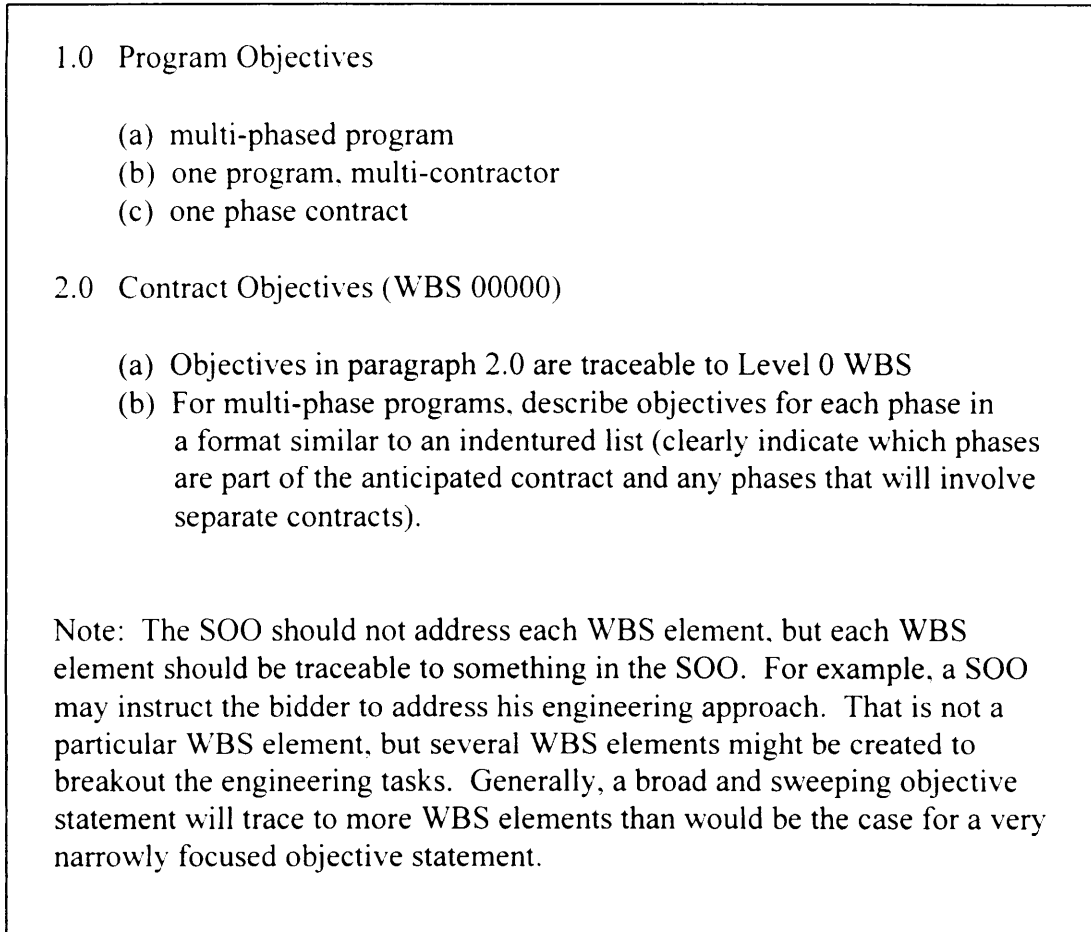 1.0 Program Objectives
(a) multi-phased program
(b) one program, multi-contractor
(c) one phase contract
2.0 Contract Objectives (WBS 00000)
(a) Objectives in paragraph 2.0 are traceable to Level 0 WBS
(b) For multi-phase programs, describe objectives for each phase in
a format similar to an indentured list (clearly indicate which phases
are part of the anticipated contract and any phases that will involve
separate contracts).
Note: The SOO should not address each WBS element, but each WBS
element should be traceable to something in the SOO. For example, a SOO
may instruct the bidder to address his engineering approach. That is not a
particular WBS element, but several WBS elements might be created to
breakout the engineering tasks. Generally, a broad and sweeping objective
statement will trace to more WBS elements than would be the case for a very
narrowly focused objective statement.